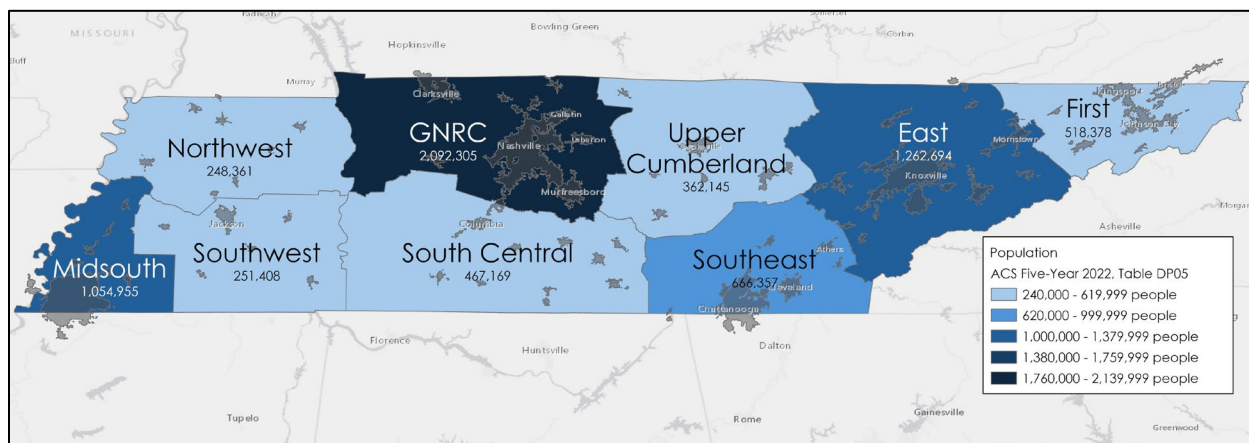 Paducah
MISSOURI
Bluff
Bowling Green
Somerset
Corbin
Hopkinsville
Murray
Clarksville
Gallatin
GNRC
2,092,305
Lebanon
Nashville
Murfreesboro
Northwest
248,361
Upper
Cookeville
Cumberland
362,145
East
1,262,694
Morristown
Knoxville
Kingsport
Bristol
First
Johnson City
518,378
Jackson
Columbia
Southwest
251,408
South Central
467,169
Midsouth
1,054,955
Southeast
666,357
Athens
Cleveland
Chattanooga
Asheville
Morgan
Florence
Huntsville
Dalton
Tupelo
Rome
Gainesville
Greenwood
Population
ACS Five-Year 2022, Table DP05
240,000 - 619,999 people
620,000 - 999,999 people
1,000,000 - 1,379,999 people
1,380,000 - 1,759,999 people
1,760,000 - 2,139,999 people